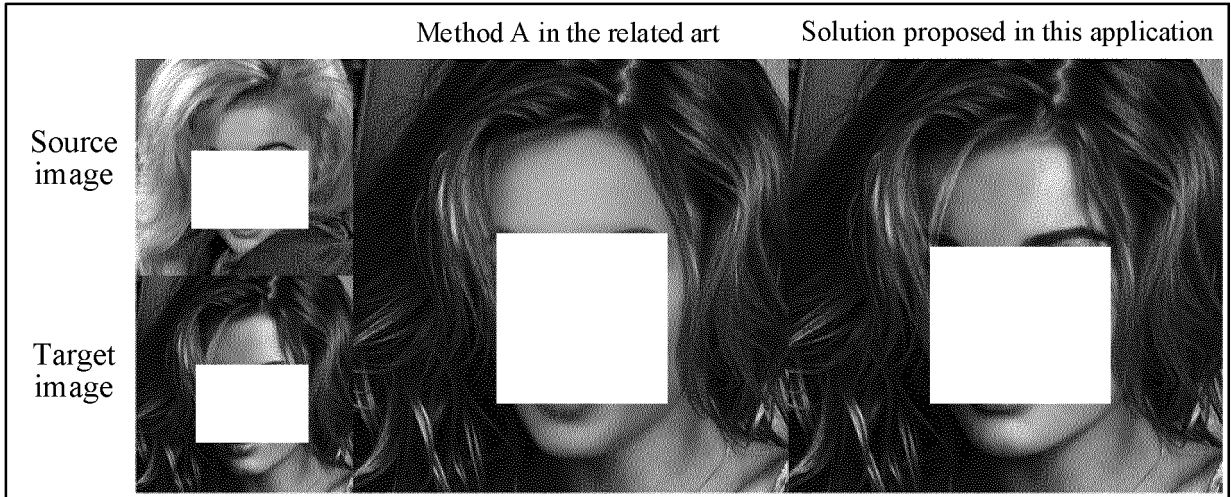 Method A in the related art
Solution proposed in this application
Source
image
Target
image